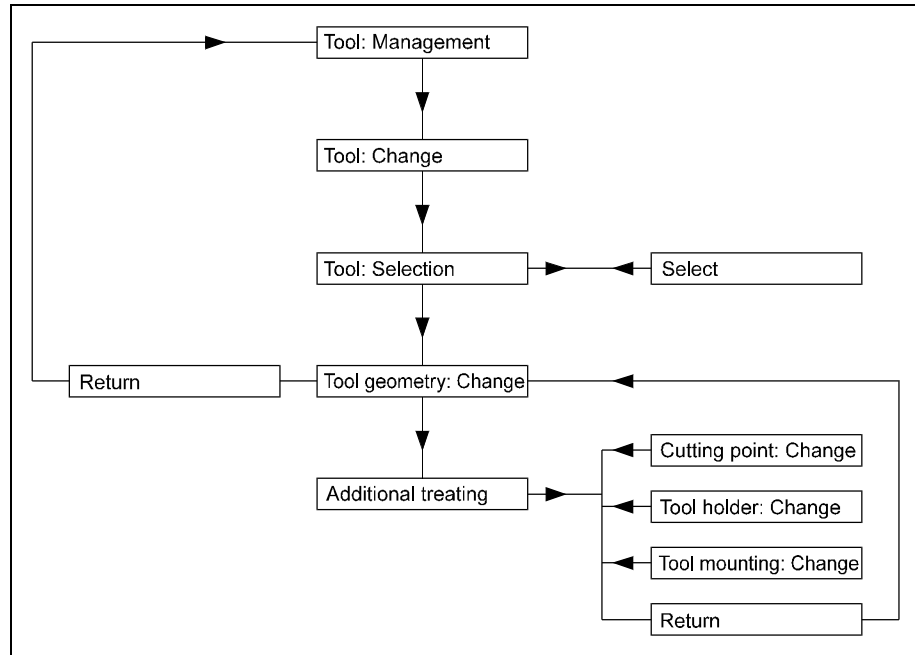 Tool: Management
Tool: Change
Tool: Selection
Select
Return
Tool geometry: Change
Cutting point: Change
Additional treating
Tool holder: Change
Tool mounting: Change
Return